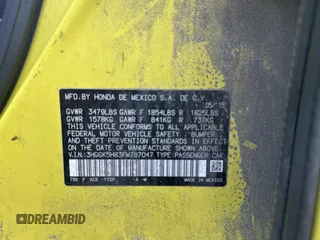 MFD. BY HONDA DE MEXICO S.A. DE C.V.
05/15
GVWR 3479LBS GAWR F 1854LBS R 1625LBS
GVWR 1578KG GAWR F 841KG R 737KG
THIS VEHICLE CONFORMS TO ALL APPLICABLE
FEDERAL MOTOR VEHICLE SAFETY, BUMPER,
AND THEFT PREVENTION STANDARDS IN EFFECT
ON THE DATE OF MANUFACTURE SHOWN ABOVE.
V.I.N.: 3HGGK5H83FM787047 TYPE: PASSENGER CAR
MADE IN MEXICO
DREAMBID